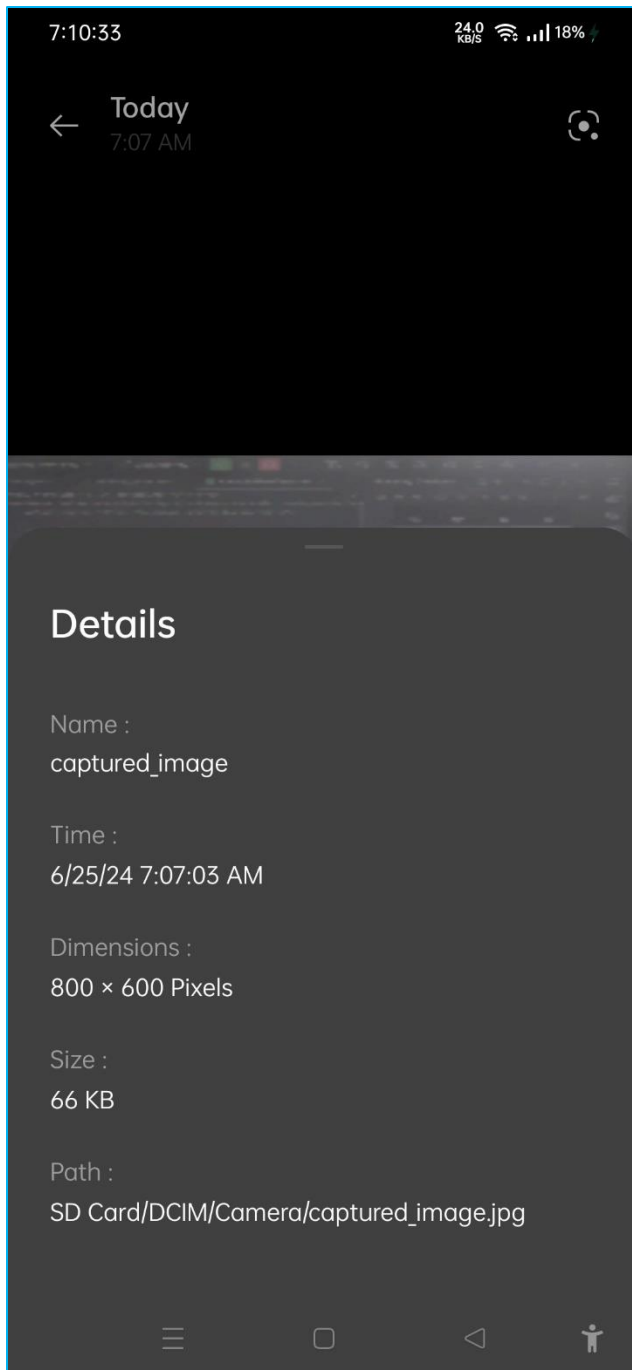 7:10:33 24.0 KB/S 18%
Today
7:07 AM
Details
Name :
captured_image
Time :
6/25/24 7:07:03 AM
Dimensions :
800 × 600 Pixels
Size :
66 KB
Path :
SD Card/DCIM/Camera/captured_image.jpg